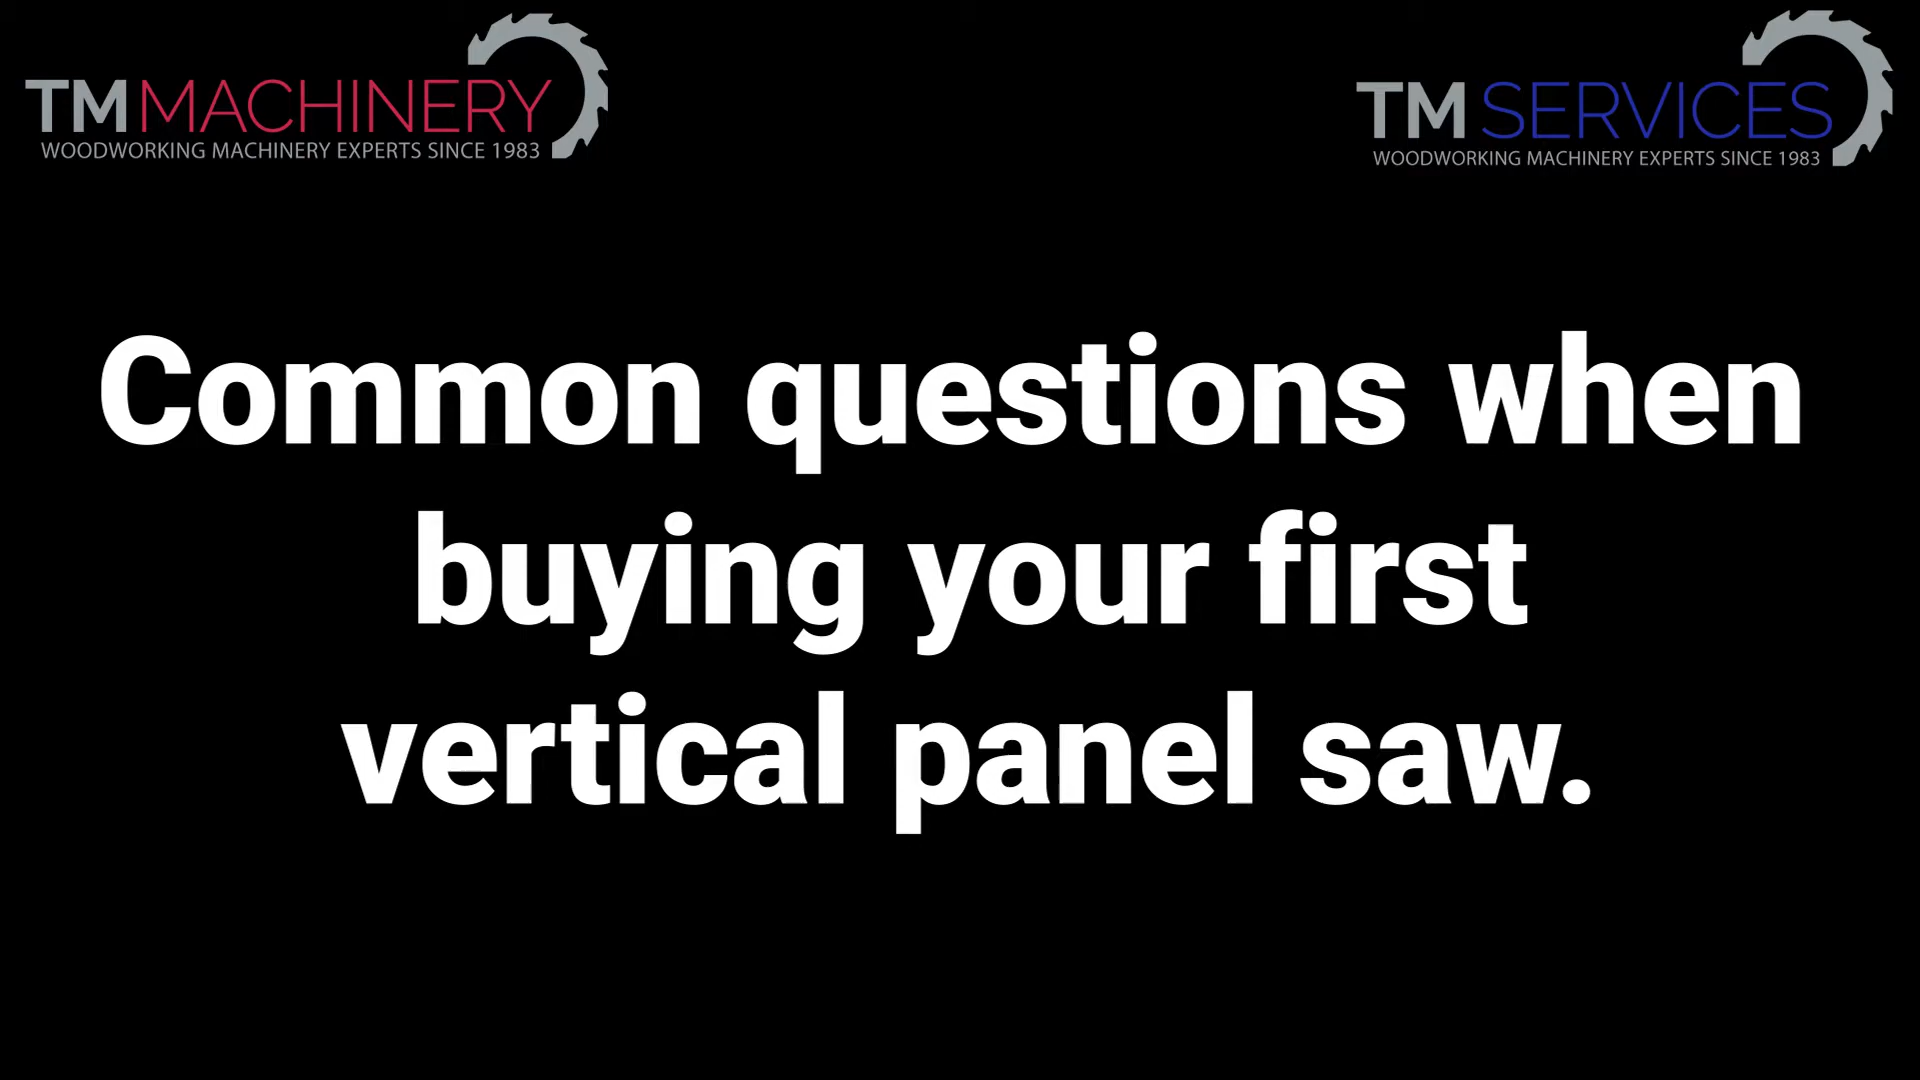 TM MACHINERY
WOODWORKING MACHINERY EXPERTS SINCE 1983
TM SERVICES
WOODWORKING MACHINERY EXPERTS SINCE 1983
Common questions when
buying your first
vertical panel saw.